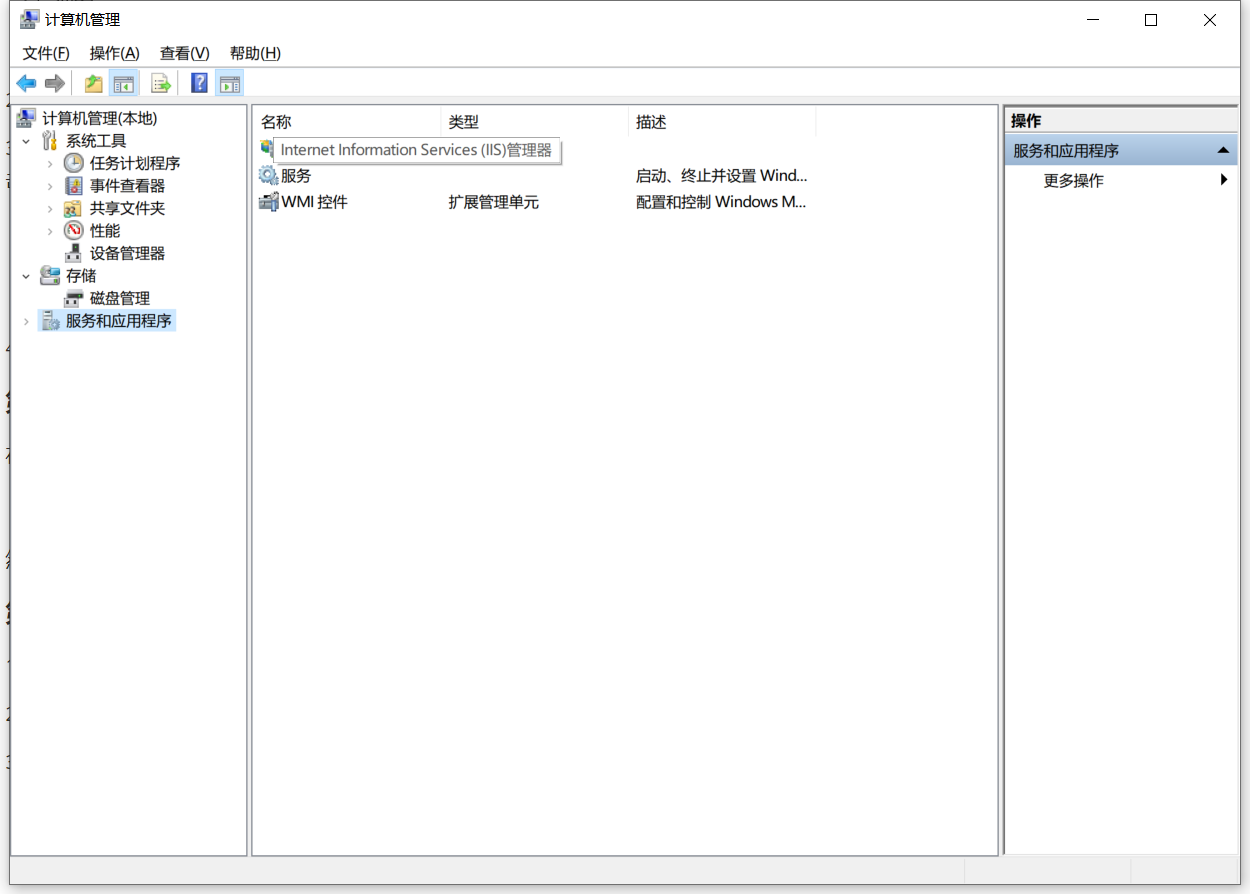 计算机管理
文件(F) 操作(A) 查看(V) 帮助(H)
计算机管理(本地)
系统工具
任务计划程序
事件查看器
共享文件夹
性能
设备管理器
存储
磁盘管理
服务和应用程序
名称 类型 描述
Internet Information Services (IIS)管理器
服务 启动、终止并设置 Wind...
WMI 控件 扩展管理单元 配置和控制 Windows M...
操作
服务和应用程序
更多操作